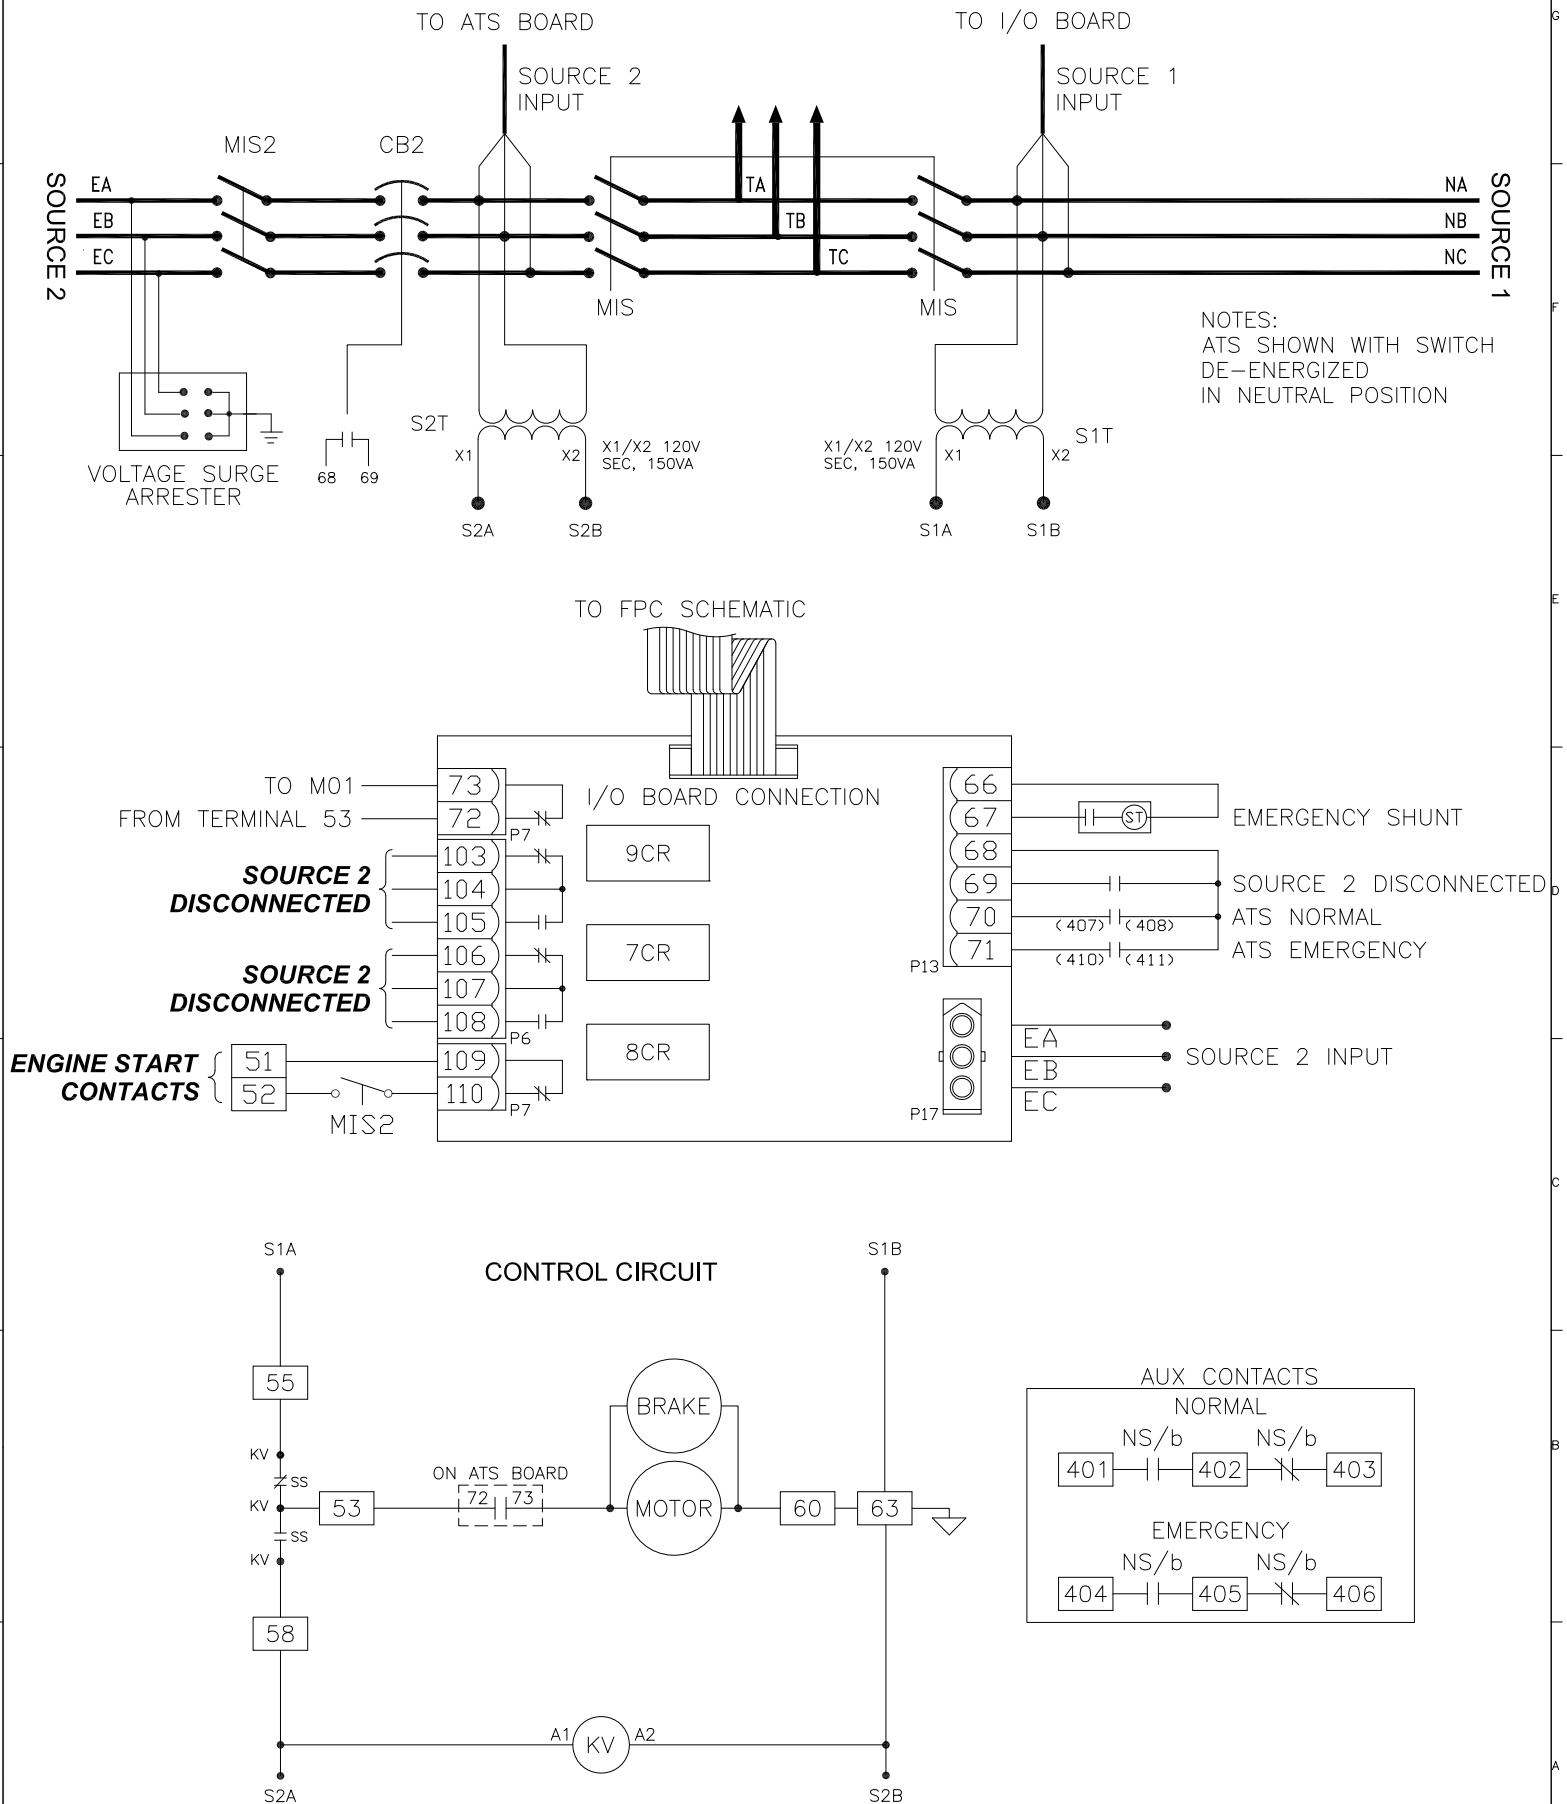 G
TO ATS BOARD
TO I/O BOARD
SOURCE 2
INPUT
SOURCE 1
INPUT
MIS2
CB2
SOURCE 2
EA
EB
EC
TA
TB
TC
NA
NB
NC
SOURCE 1
MIS
MIS
F
NOTES:
ATS SHOWN WITH SWITCH
DE-ENERGIZED
IN NEUTRAL POSITION
VOLTAGE SURGE
ARRESTER
68
69
S2T
X1
X2
X1/X2 120V
SEC, 150VA
S2A
S2B
X1/X2 120V
SEC, 150VA
X1
X2
S1T
S1A
S1B
E
TO FPC SCHEMATIC
I/O BOARD CONNECTION
TO M01
73
FROM TERMINAL 53
72
P7
SOURCE 2
DISCONNECTED
103
104
105
SOURCE 2
DISCONNECTED
106
107
108
P6
ENGINE START
CONTACTS
51
52
MIS2
109
110
P7
9CR
7CR
8CR
66
67
ST
EMERGENCY SHUNT
68
69
SOURCE 2 DISCONNECTED
D
70
(407)
(408)
ATS NORMAL
71
(410)
(411)
ATS EMERGENCY
P13
EA
EB
EC
SOURCE 2 INPUT
P17
C
CONTROL CIRCUIT
S1A
S1B
55
KV
SS
KV
53
SS
KV
58
ON ATS BOARD
72
73
BRAKE
MOTOR
60
63
A1
KV
A2
S2A
S2B
AUX CONTACTS
NORMAL
NS/b
NS/b
401
402
403
EMERGENCY
NS/b
NS/b
404
405
406
B
A